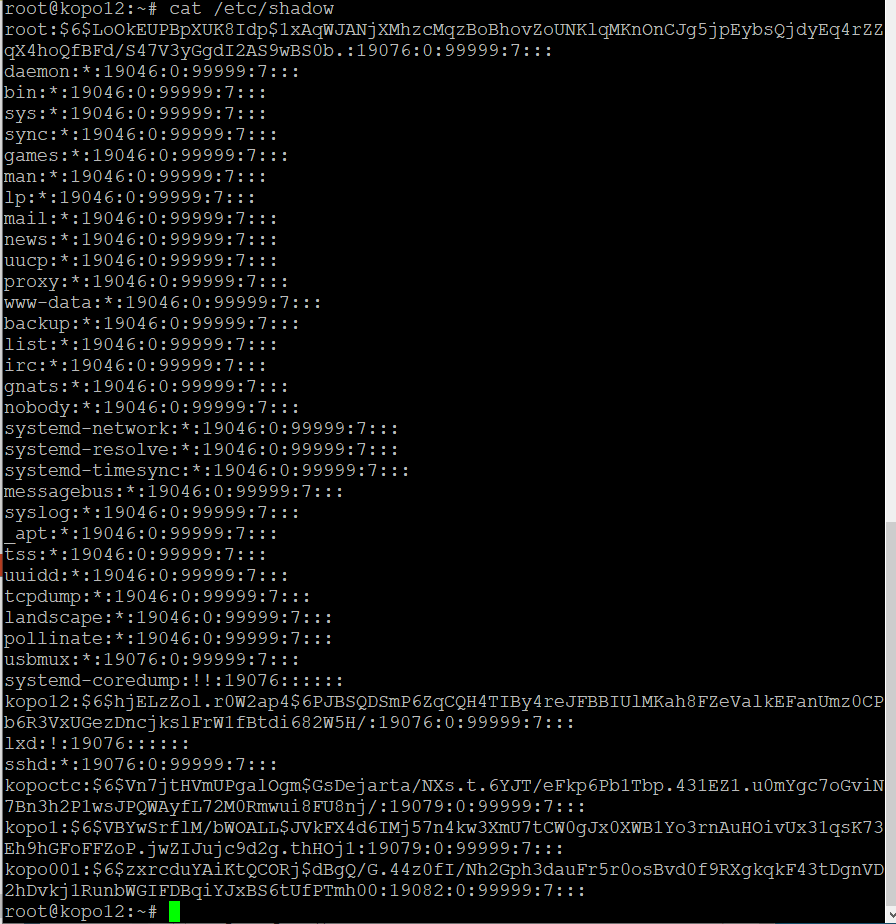 root@kopo12:~# cat /etc/shadow
root:$6$LoOkEUPBpXUK8Idp$1xAqWJANjXMhzcMqzBoBhovZoUNKlqMKnOnCJg5jpEybsQjdyEq4rZZ
qX4hoQfBFd/S47V3yGgdI2AS9wBS0b.:19076:0:99999:7:::
daemon:*:19046:0:99999:7:::
bin:*:19046:0:99999:7:::
sys:*:19046:0:99999:7:::
sync:*:19046:0:99999:7:::
games:*:19046:0:99999:7:::
man:*:19046:0:99999:7:::
lp:*:19046:0:99999:7:::
mail:*:19046:0:99999:7:::
news:*:19046:0:99999:7:::
uucp:*:19046:0:99999:7:::
proxy:*:19046:0:99999:7:::
www-data:*:19046:0:99999:7:::
backup:*:19046:0:99999:7:::
list:*:19046:0:99999:7:::
irc:*:19046:0:99999:7:::
gnats:*:19046:0:99999:7:::
nobody:*:19046:0:99999:7:::
systemd-network:*:19046:0:99999:7:::
systemd-resolve:*:19046:0:99999:7:::
systemd-timesync:*:19046:0:99999:7:::
messagebus:*:19046:0:99999:7:::
syslog:*:19046:0:99999:7:::
_apt:*:19046:0:99999:7:::
tss:*:19046:0:99999:7:::
uuidd:*:19046:0:99999:7:::
tcpdump:*:19046:0:99999:7:::
landscape:*:19046:0:99999:7:::
pollinate:*:19046:0:99999:7:::
usbmux:*:19076:0:99999:7:::
systemd-coredump:!!:19076::::::
kopo12:$6$hjELzZol.r0W2ap4$6PJBSQDSmP6ZqCQH4TIBy4reJFBBIUlMKah8FZeValkEFanUmz0CP
b6R3VxUGezDncjkslFrW1fBtdi682W5H/:19076:0:99999:7:::
lxd:!:19076::::::
sshd:*:19076:0:99999:7:::
kopoctc:$6$Vn7jtHVmUPgalOgm$GsDejarta/NXs.t.6YJT/eFkp6Pb1Tbp.431EZ1.u0mYgc7oGviN
7Bn3h2P1wsJPQWAyfL72M0Rmwui8FU8nj/:19079:0:99999:7:::
kopo1:$6$VBYwSrflM/bWOALL$JVkFX4d6IMj57n4kw3XmU7tCW0gJx0XWB1Yo3rnAuHOivUx31qsK73
Eh9hGFoFFZoP.jwZIJujc9d2g.thHOj1:19079:0:99999:7:::
kopo001:$6$zxrcduYAiKtQCORj$dBgQ/G.44z0fI/Nh2Gph3dauFr5r0osBvd0f9RXgkqkF43tDgnVD
2hDvkj1RunbWGIFDBqiYJxBS6tUfPTmh00:19082:0:99999:7:::
root@kopo12:~#